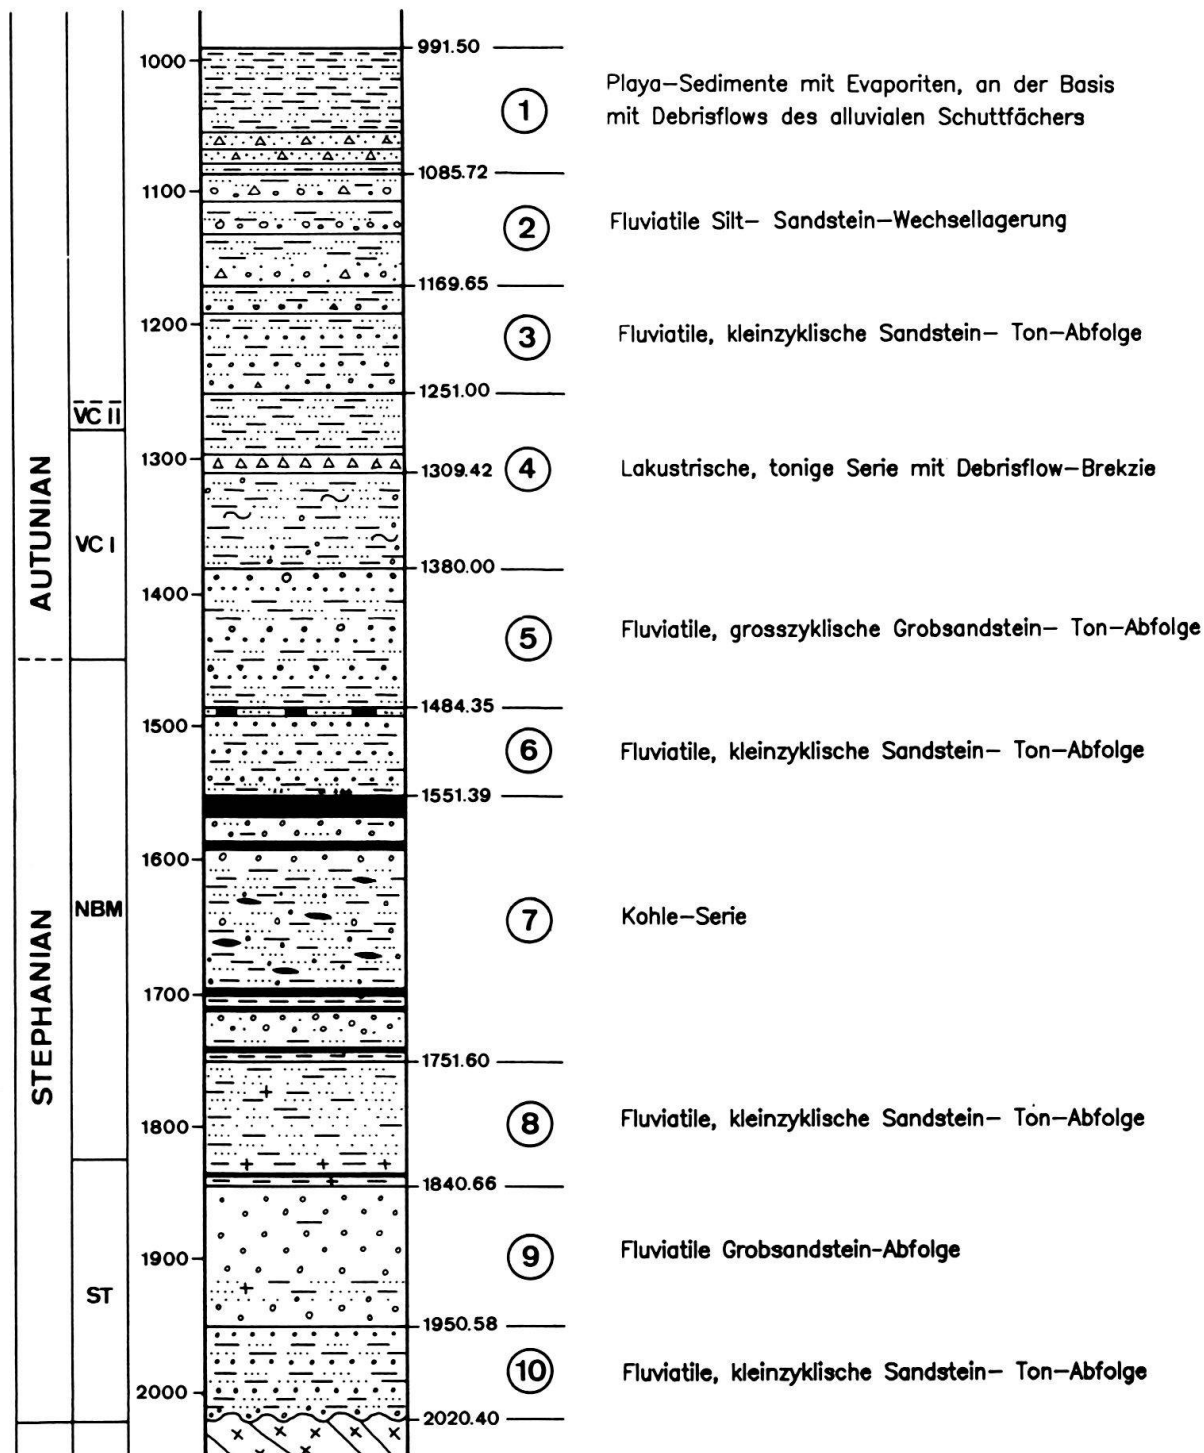 991.50
1000
Playa–Sedimente mit Evaporiten, an der Basis
1
mit Debrisflows des alluvialen Schuttfächers
1085.72
1100
2
Fluviatile Silt– Sandstein–Wechsellagerung
1169.65
1200
3
Fluviatile, kleinzyklische Sandstein– Ton–Abfolge
1251.00
VC II
1300
1309.42
4
Lakustrische, tonige Serie mit Debrisflow–Brekzie
AUTUNIAN
VC I
1380.00
1400
5
Fluviatile, grosszyklische Grobsandstein– Ton–Abfolge
1484.35
1500
6
Fluviatile, kleinzyklische Sandstein– Ton–Abfolge
1551.39
1600
NBM
7
Kohle–Serie
STEPHANIAN
1700
1751.60
1800
8
Fluviatile, kleinzyklische Sandstein– Ton–Abfolge
1840.66
1900
9
Fluviatile Grobsandstein–Abfolge
ST
1950.58
2000
10
Fluviatile, kleinzyklische Sandstein– Ton–Abfolge
2020.40